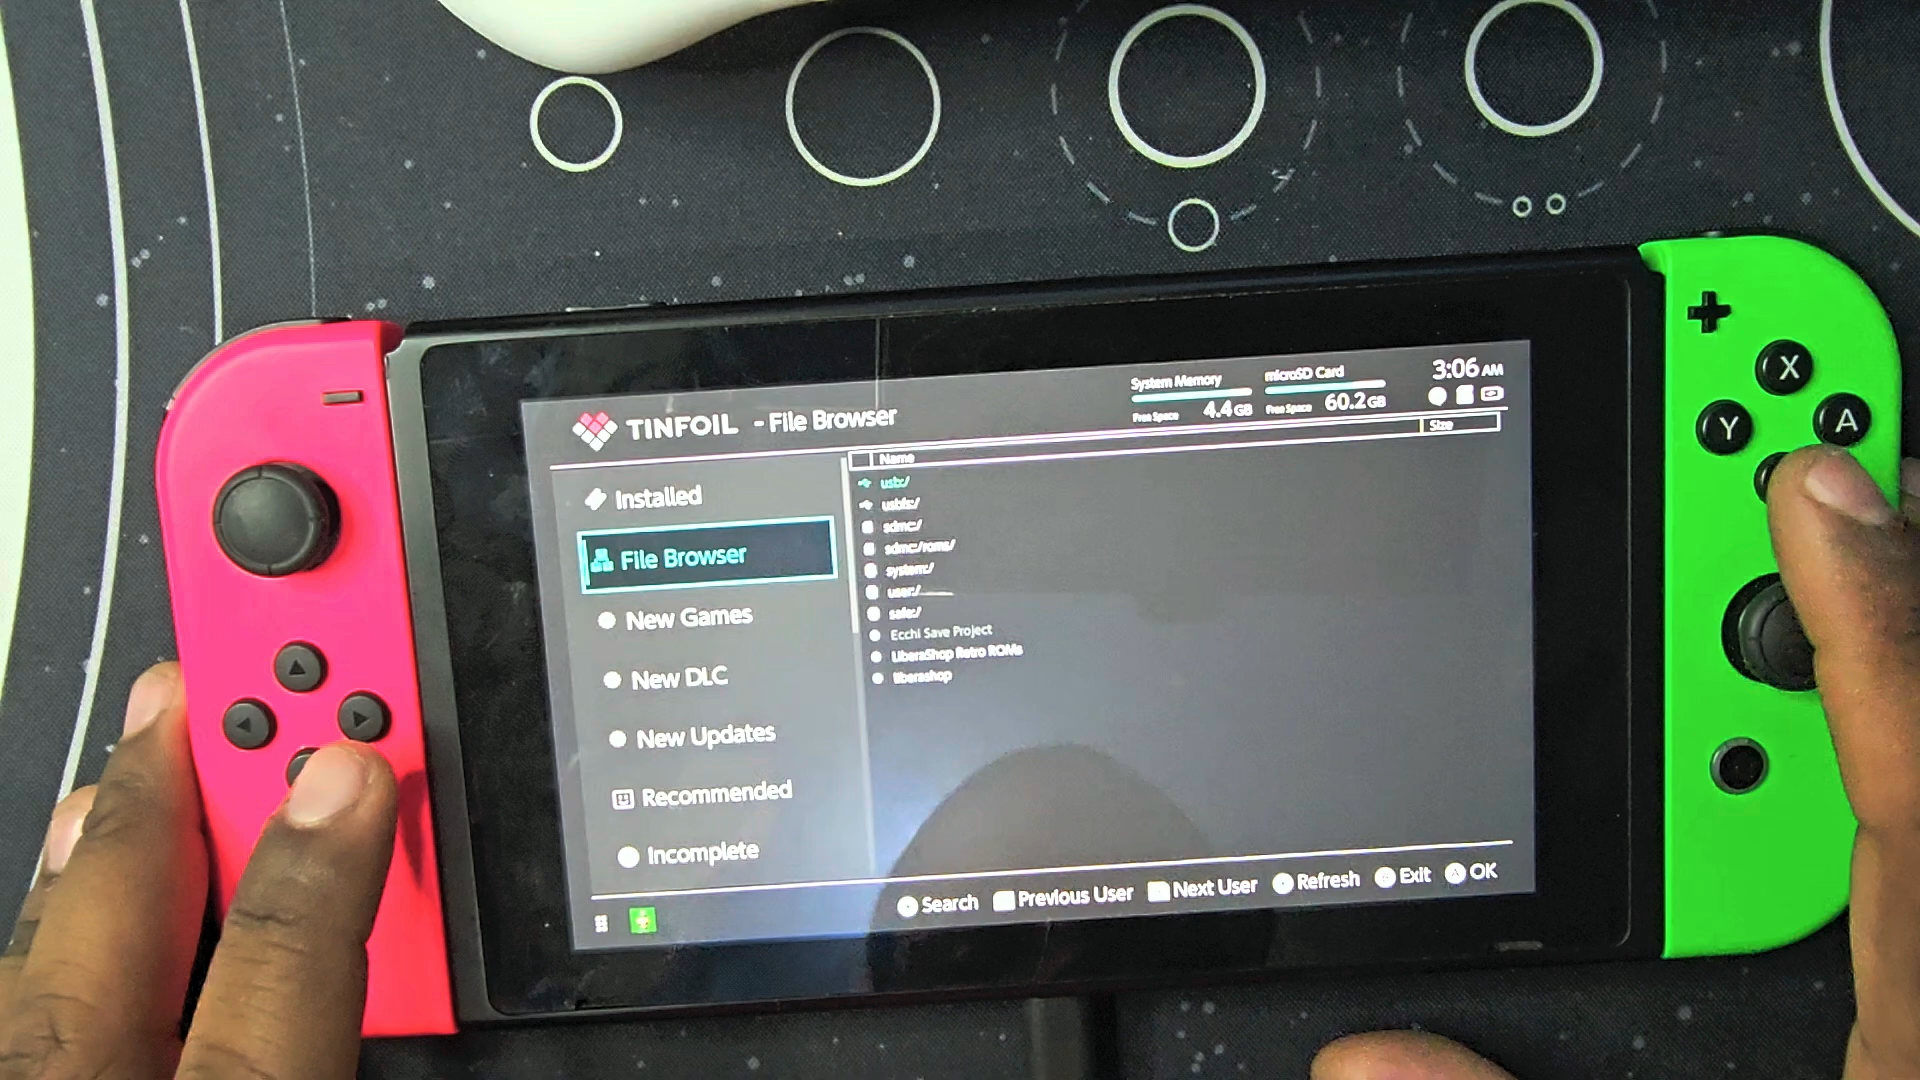 TINFOIL - File Browser
System Memory
Free Space 4.4 GB
microSD Card
Free Space 60.2 GB
3:06 AM
Name
Size
Installed
File Browser
New Games
New DLC
New Updates
Recommended
Incomplete
usb:/
usbfs:/
sdmc:/
sdmc:/roms/
system:/
user:/
safe:/
Ecchi Save Project
LiberaShop Retro ROMs
liberashop
Search
Previous User
Next User
Refresh
Exit
OK
X
Y
A